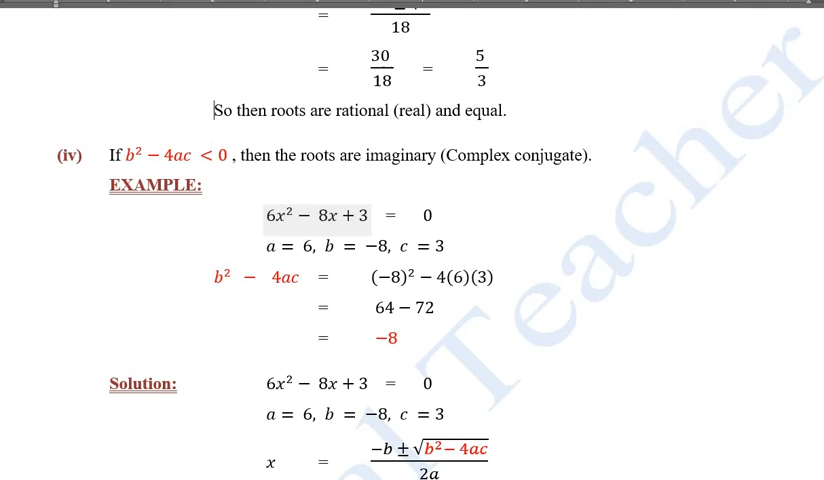 =
18
= 30/18 = 5/3
So then roots are rational (real) and equal.
(iv) If b² − 4ac < 0 , then the roots are imaginary (Complex conjugate).
EXAMPLE:
6x² − 8x + 3 = 0
a = 6, b = −8, c = 3
b² − 4ac = (−8)² − 4(6)(3)
= 64 − 72
= −8
Solution: 6x² − 8x + 3 = 0
a = 6, b = −8, c = 3
x = (−b ± √(b² − 4ac))/2a
Teacher